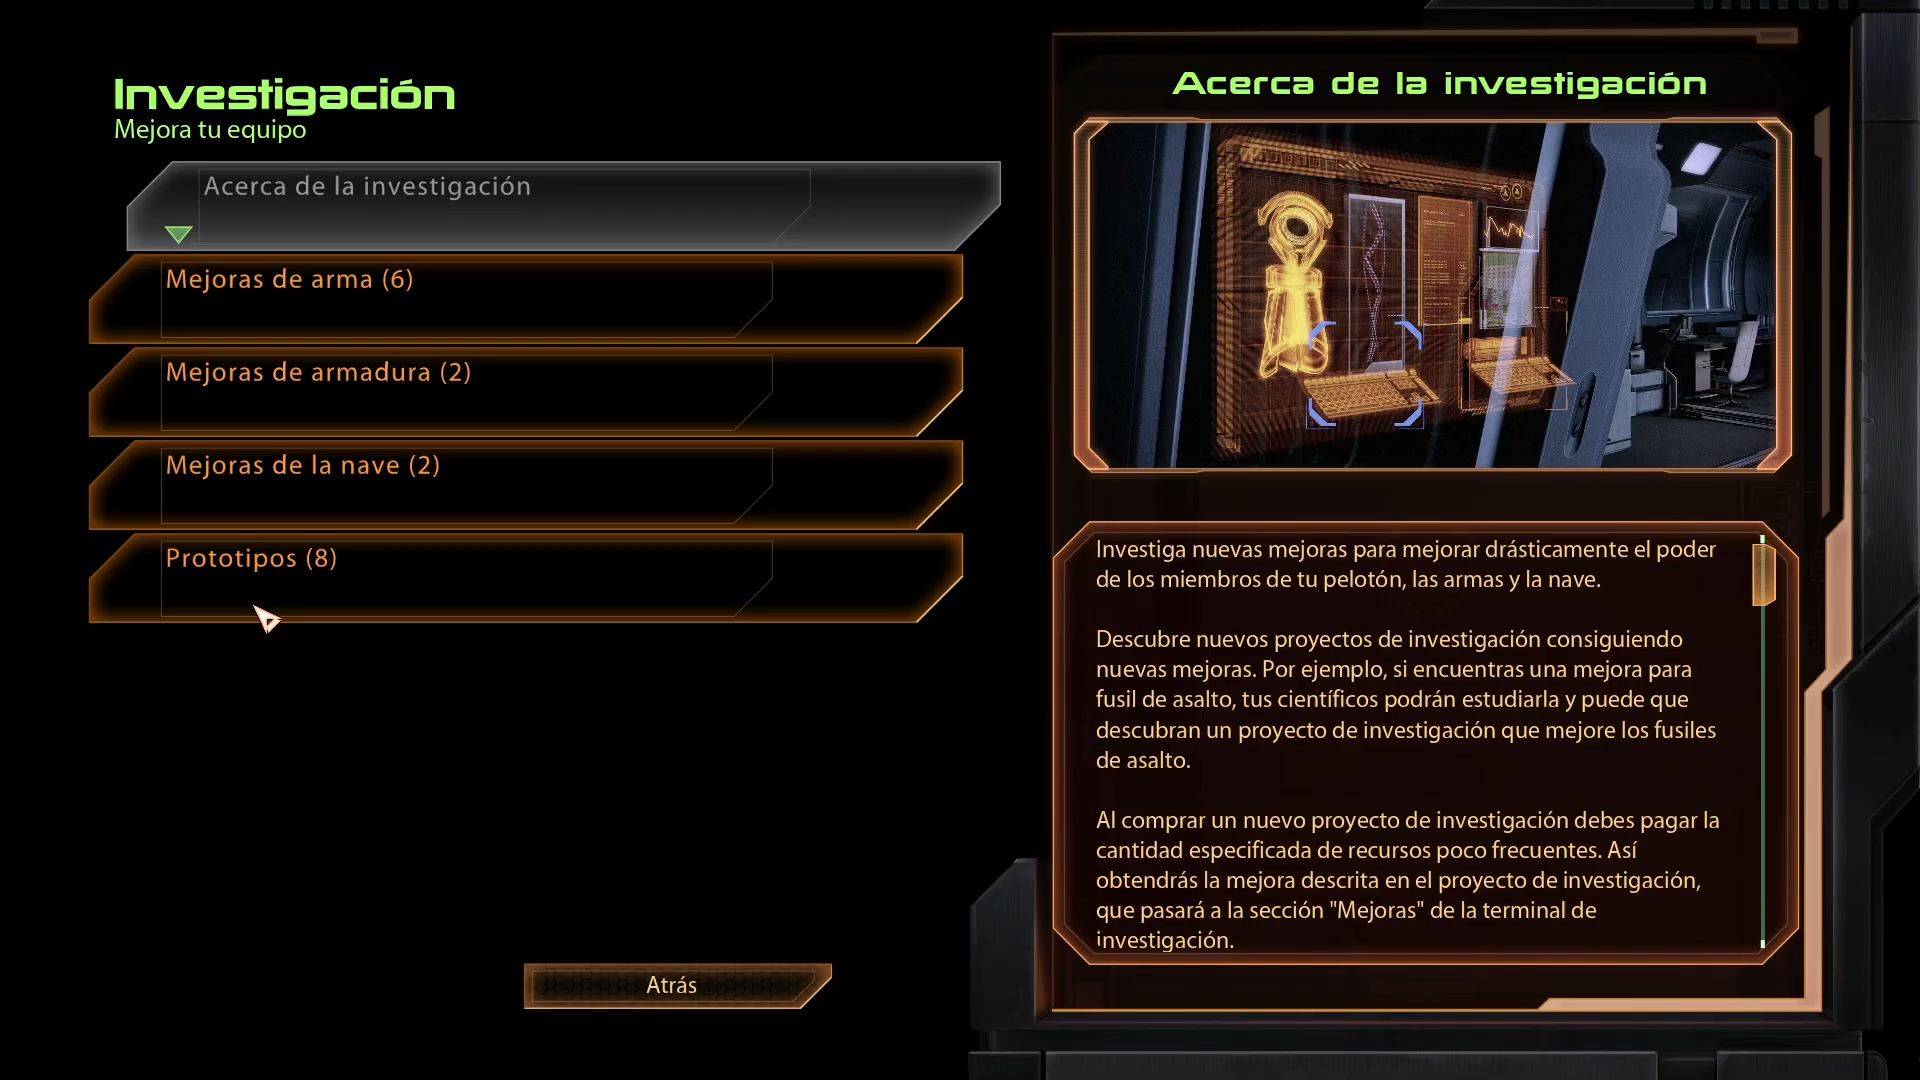 Investigación
Mejora tu equipo
Acerca de la investigación
Mejoras de arma (6)
Mejoras de armadura (2)
Mejoras de la nave (2)
Prototipos (8)
Atrás
Acerca de la investigación
Investiga nuevas mejoras para mejorar drásticamente el poder
de los miembros de tu pelotón, las armas y la nave.
Descubre nuevos proyectos de investigación consiguiendo
nuevas mejoras. Por ejemplo, si encuentras una mejora para
fusil de asalto, tus científicos podrán estudiarla y puede que
descubran un proyecto de investigación que mejore los fusiles
de asalto.
Al comprar un nuevo proyecto de investigación debes pagar la
cantidad especificada de recursos poco frecuentes. Así
obtendrás la mejora descrita en el proyecto de investigación,
que pasará a la sección "Mejoras" de la terminal de
investigación.